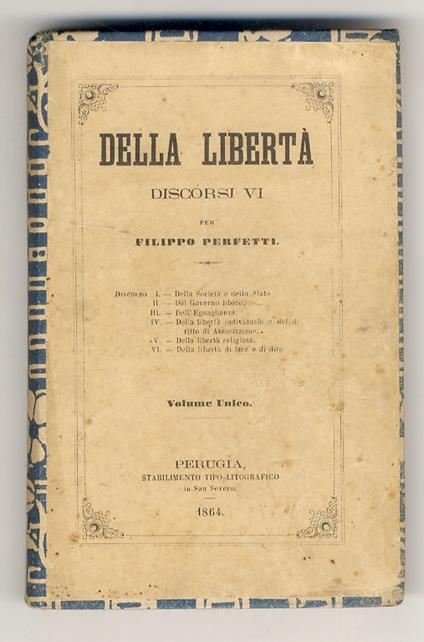 DELLA LIBERTÀ
DISCORSI VI
PER
FILIPPO PERFETTI.
DISCORSO I. — Della Società e dello Stato
II. — Del Governo libero.
III. — Dell'Eguaglianza.
IV. — Della libertà individuale e del di
ritto di Associazione.
V. — Della libertà religiosa.
VI. — Della libertà di fare e di dire
Volume Unico.
PERUGIA,
STABILIMENTO TIPO-LITOGRAFICO
in San Severo.
1864.